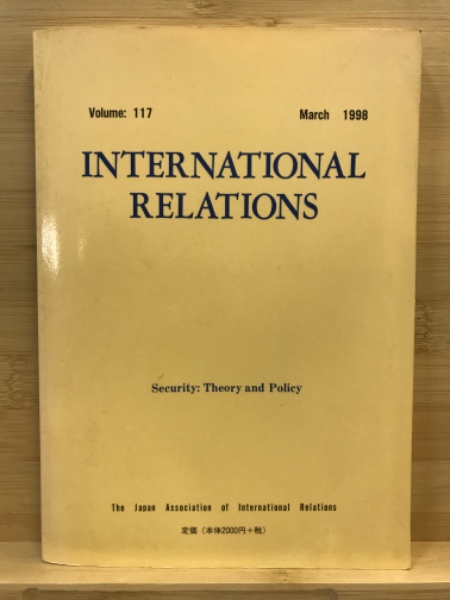 Volume: 117 March 1998
INTERNATIONAL
RELATIONS
Security: Theory and Policy
The Japan Association of International Relations
定価（本体2000円＋税）